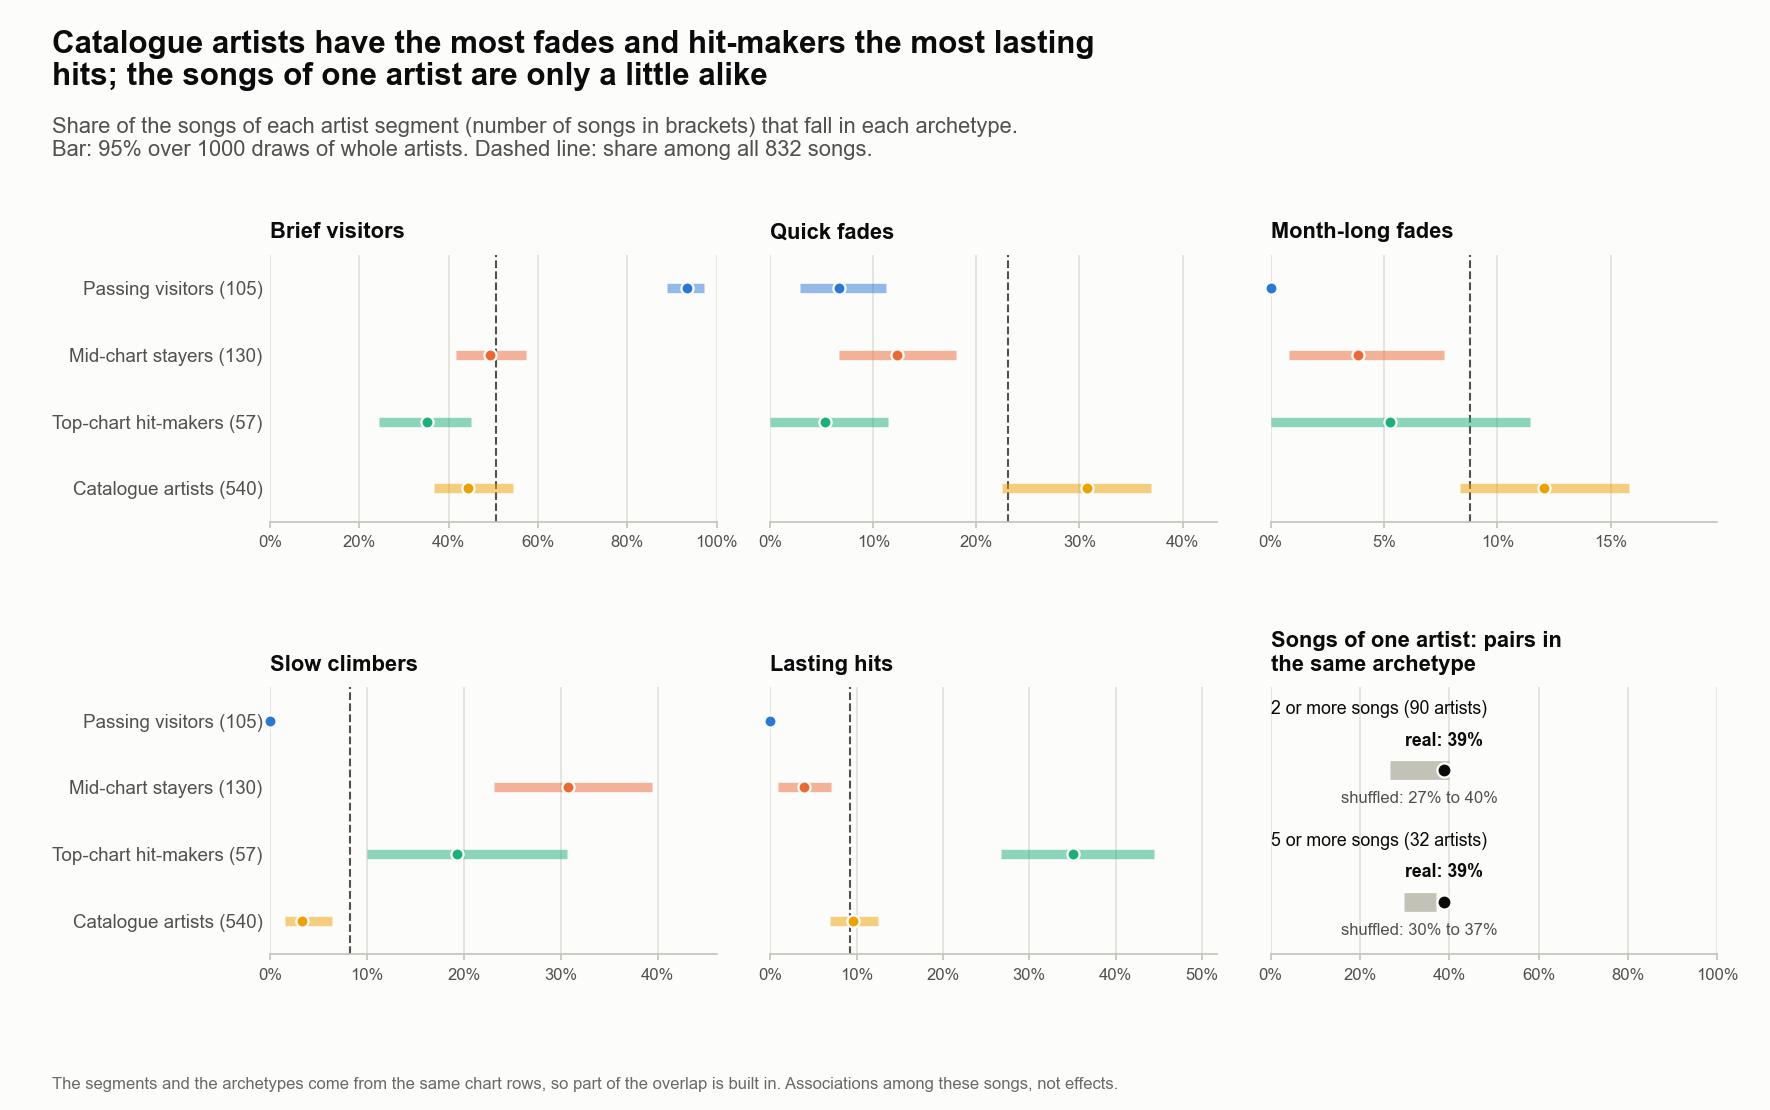 Catalogue artists have the most fades and hit-makers the most lasting
hits; the songs of one artist are only a little alike
Share of the songs of each artist segment (number of songs in brackets) that fall in each archetype.
Bar: 95% over 1000 draws of whole artists. Dashed line: share among all 832 songs.
Brief visitors
Passing visitors (105)
Mid-chart stayers (130)
Top-chart hit-makers (57)
Catalogue artists (540)
0% 20% 40% 60% 80% 100%
Quick fades
0% 10% 20% 30% 40%
Month-long fades
0% 5% 10% 15%
Slow climbers
Passing visitors (105)
Mid-chart stayers (130)
Top-chart hit-makers (57)
Catalogue artists (540)
0% 10% 20% 30% 40%
Lasting hits
0% 10% 20% 30% 40% 50%
Songs of one artist: pairs in
the same archetype
2 or more songs (90 artists)
real: 39%
shuffled: 27% to 40%
5 or more songs (32 artists)
real: 39%
shuffled: 30% to 37%
0% 20% 40% 60% 80% 100%
The segments and the archetypes come from the same chart rows, so part of the overlap is built in. Associations among these songs, not effects.